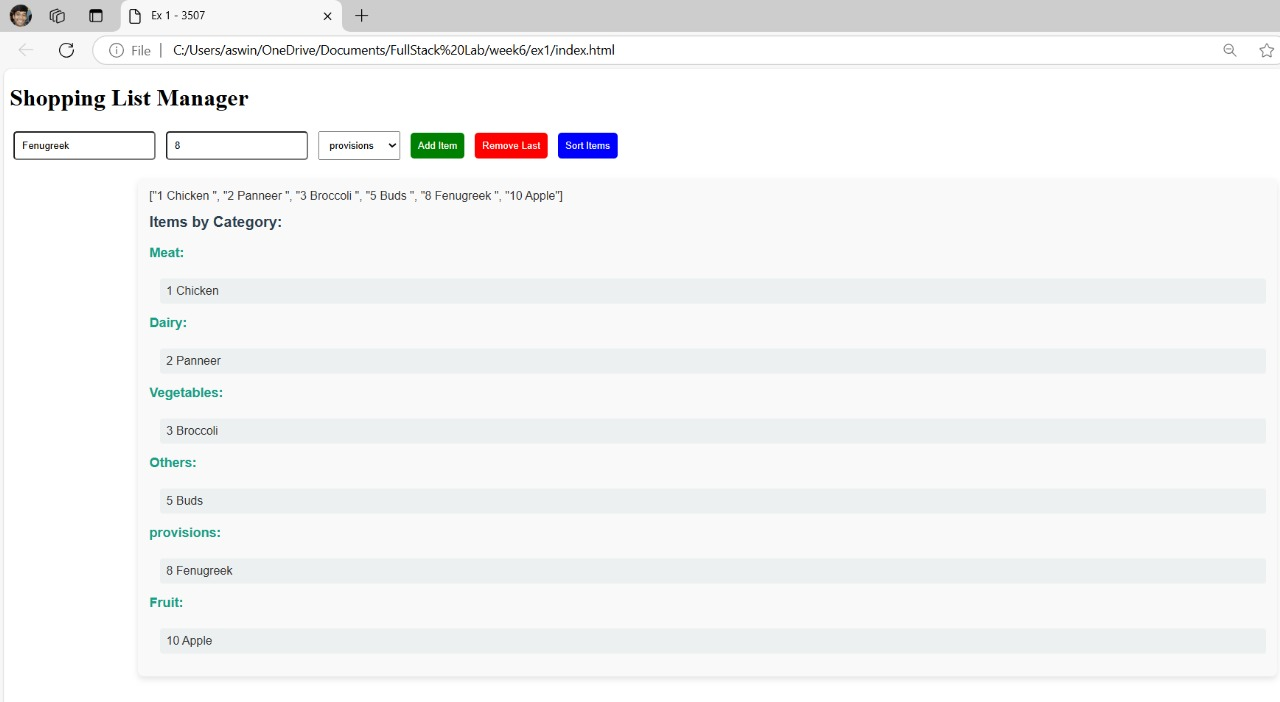 Ex 1 - 3507
File | C:/Users/aswin/OneDrive/Documents/FullStack%20Lab/week6/ex1/index.html
Shopping List Manager
Fenugreek 8 provisions Add Item Remove Last Sort Items
["1 Chicken ", "2 Panneer ", "3 Broccoli ", "5 Buds ", "8 Fenugreek ", "10 Apple"]
Items by Category:
Meat:
1 Chicken
Dairy:
2 Panneer
Vegetables:
3 Broccoli
Others:
5 Buds
provisions:
8 Fenugreek
Fruit:
10 Apple